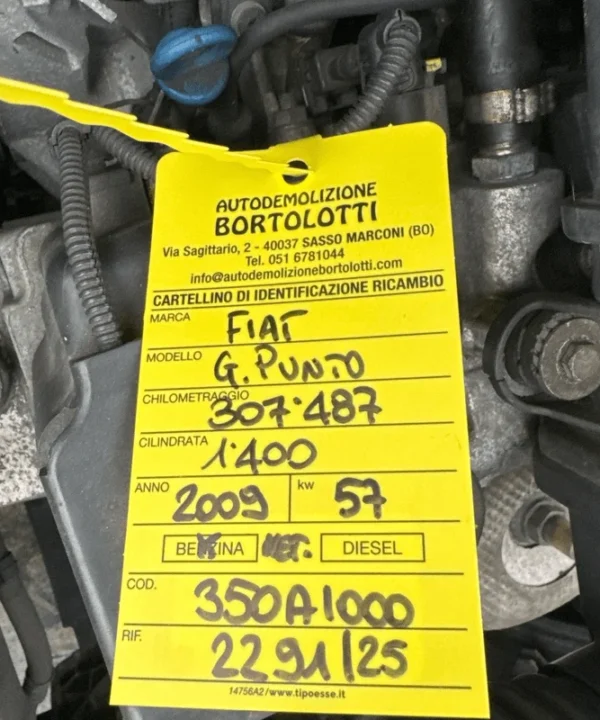 AUTODEMOLIZIONE
BORTOLOTTI
Via Sagittario, 2 - 40037 SASSO MARCONI (BO)
Tel. 051 6781044
info@autodemolizionebortolotti.com
CARTELLINO DI IDENTIFICAZIONE RICAMBIO
MARCA FIAT
MODELLO G. PUNTO
CHILOMETRAGGIO 307.487
CILINDRATA 1.400
ANNO 2009 kw 57
BENZINA MET. DIESEL
COD. 350A1000
RIF. 2291/25
14756A2/www.tipoesse.it